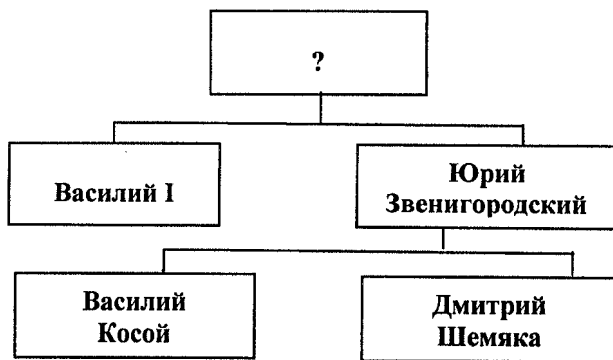 ?
Василий I
Юрий
Звенигородский
Василий
Косой
Дмитрий
Шемяка